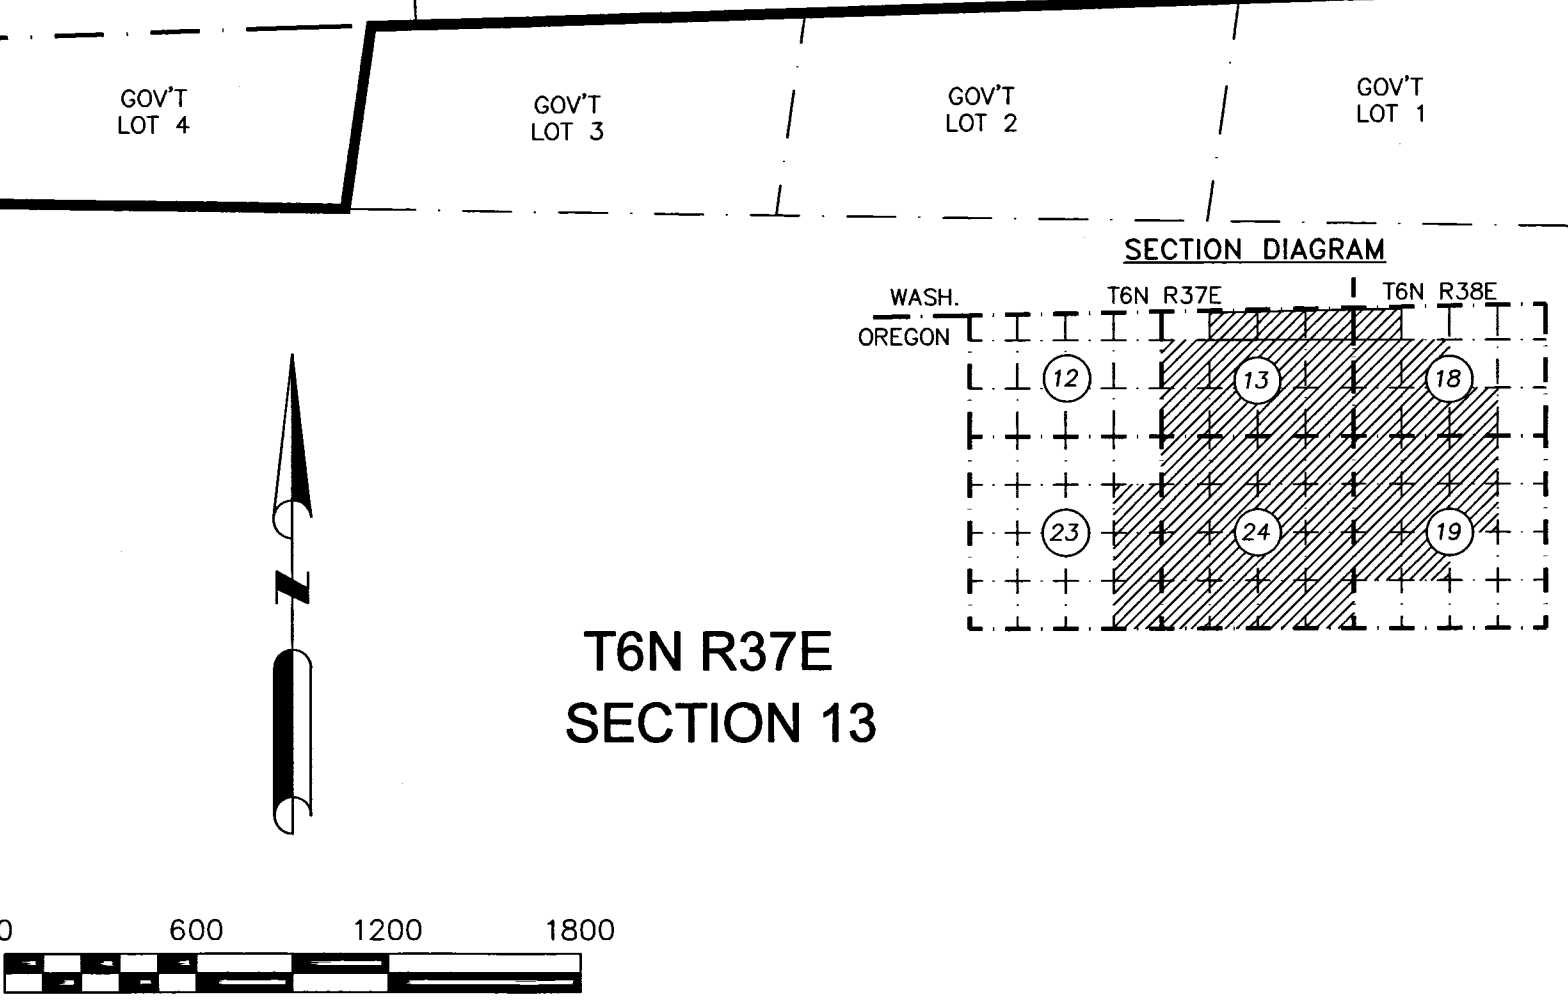 GOV'T
LOT 4
GOV'T
LOT 3
GOV'T
LOT 2
GOV'T
LOT 1
SECTION DIAGRAM
WASH.
OREGON
T6N R37E
T6N R38E
12
13
18
23
24
19
N
T6N R37E
SECTION 13
0 600 1200 1800